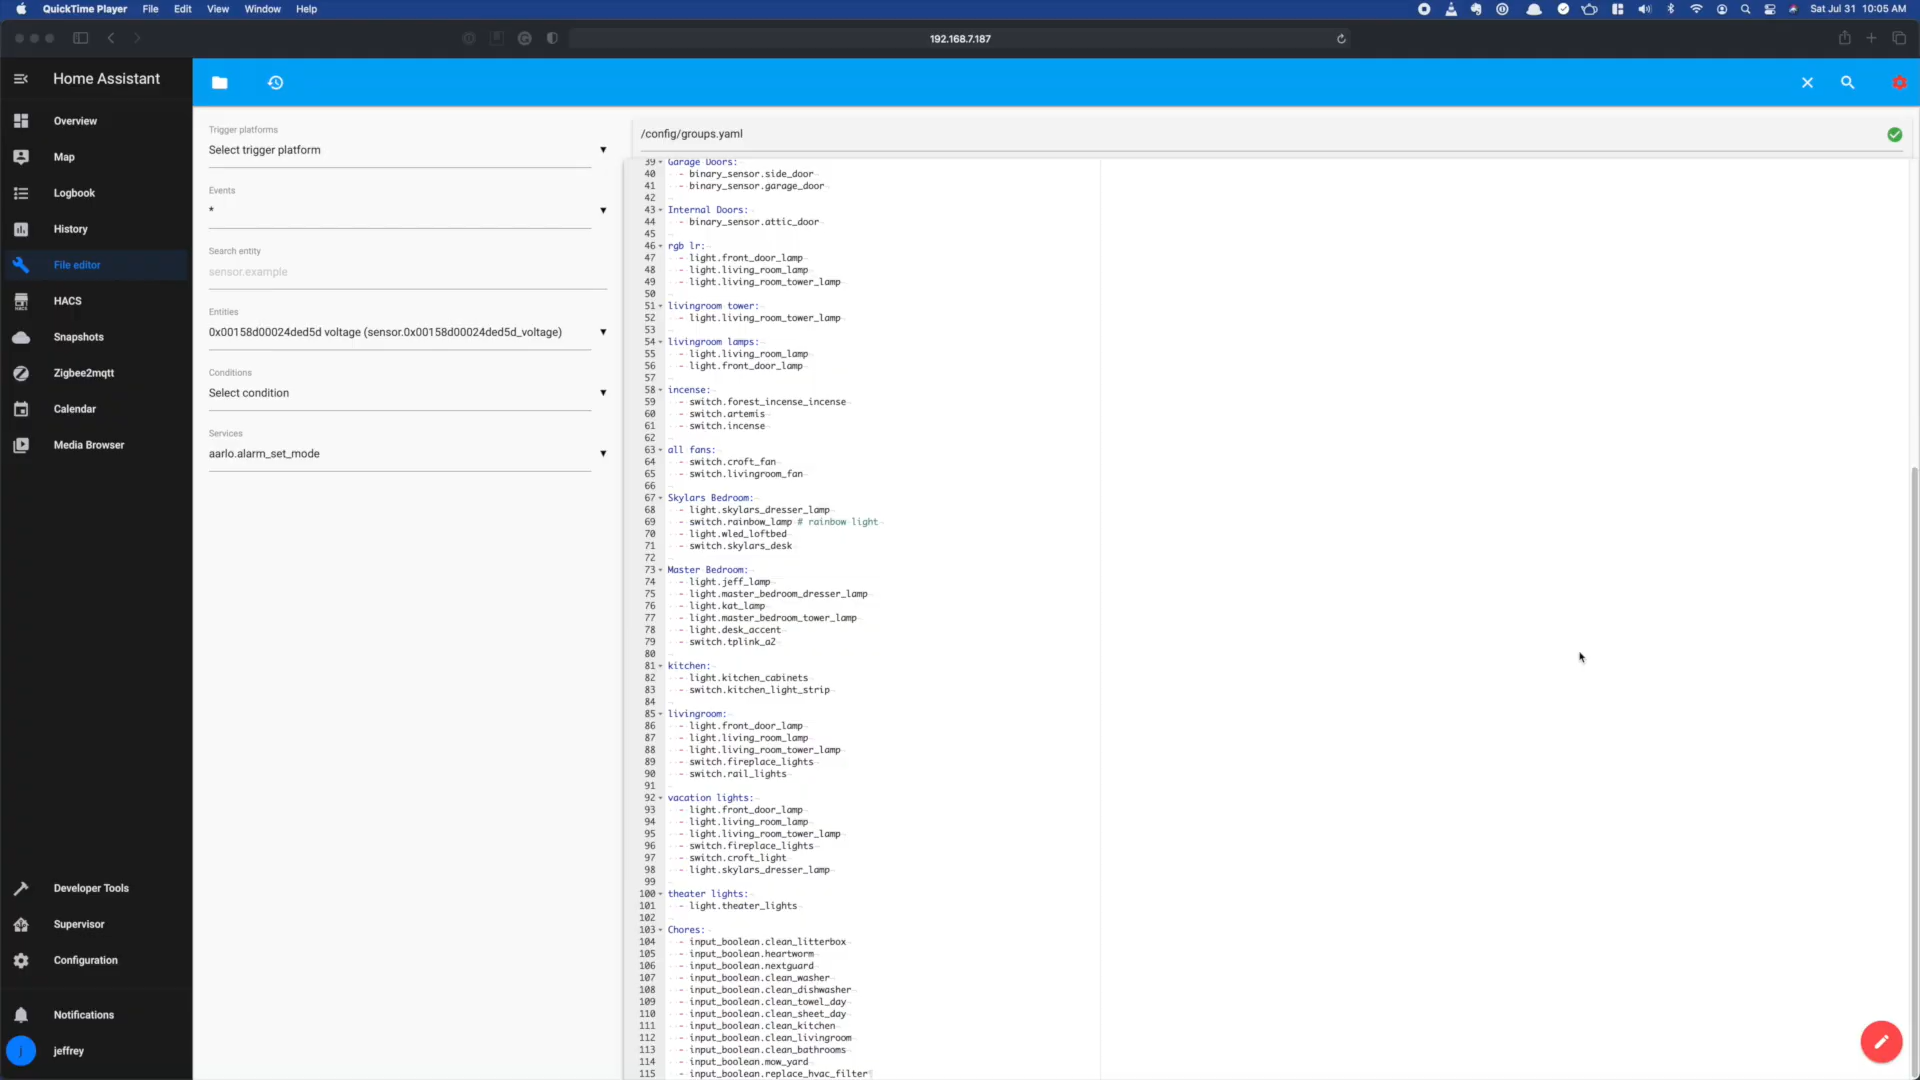 QuickTime Player File Edit View Window Help
Sat Jul 31 10:05 AM
192.168.7.187
Home Assistant
Overview
Map
Logbook
History
File editor
HACS
Snapshots
Zigbee2mqtt
Calendar
Media Browser
Developer Tools
Supervisor
Configuration
Notifications
j jeffrey
Trigger platforms
Select trigger platform
Events
*
Search entity
sensor.example
Entities
0x00158d00024ded5d voltage (sensor.0x00158d00024ded5d_voltage)
Conditions
Select condition
Services
aarlo.alarm_set_mode
/config/groups.yaml
39 Garage Doors:
40 - binary_sensor.side_door
41 - binary_sensor.garage_door
42
43 Internal Doors:
44 - binary_sensor.attic_door
45
46 rgb lr:
47 - light.front_door_lamp
48 - light.living_room_lamp
49 - light.living_room_tower_lamp
50
51 livingroom tower:
52 - light.living_room_tower_lamp
53
54 livingroom lamps:
55 - light.living_room_lamp
56 - light.front_door_lamp
57
58 incense:
59 - switch.forest_incense_incense
60 - switch.artemis
61 - switch.incense
62
63 all fans:
64 - switch.croft_fan
65 - switch.livingroom_fan
66
67 Skylars Bedroom:
68 - light.skylars_dresser_lamp
69 - switch.rainbow_lamp # rainbow light
70 - light.wled_loftbed
71 - switch.skylars_desk
72
73 Master Bedroom:
74 - light.jeff_lamp
75 - light.master_bedroom_dresser_lamp
76 - light.kat_lamp
77 - light.master_bedroom_tower_lamp
78 - light.desk_accent
79 - switch.tplink_a2
80
81 kitchen:
82 - light.kitchen_cabinets
83 - switch.kitchen_light_strip
84
85 livingroom:
86 - light.front_door_lamp
87 - light.living_room_lamp
88 - light.living_room_tower_lamp
89 - switch.fireplace_lights
90 - switch.rail_lights
91
92 vacation lights:
93 - light.front_door_lamp
94 - light.living_room_lamp
95 - light.living_room_tower_lamp
96 - switch.fireplace_lights
97 - switch.croft_light
98 - light.skylars_dresser_lamp
99
100 theater lights:
101 - light.theater_lights
102
103 Chores:
104 - input_boolean.clean_litterbox
105 - input_boolean.heartworm
106 - input_boolean.nextguard
107 - input_boolean.clean_washer
108 - input_boolean.clean_dishwasher
109 - input_boolean.clean_towel_day
110 - input_boolean.clean_sheet_day
111 - input_boolean.clean_kitchen
112 - input_boolean.clean_livingroom
113 - input_boolean.clean_bathrooms
114 - input_boolean.mow_yard
115 - input_boolean.replace_hvac_filter